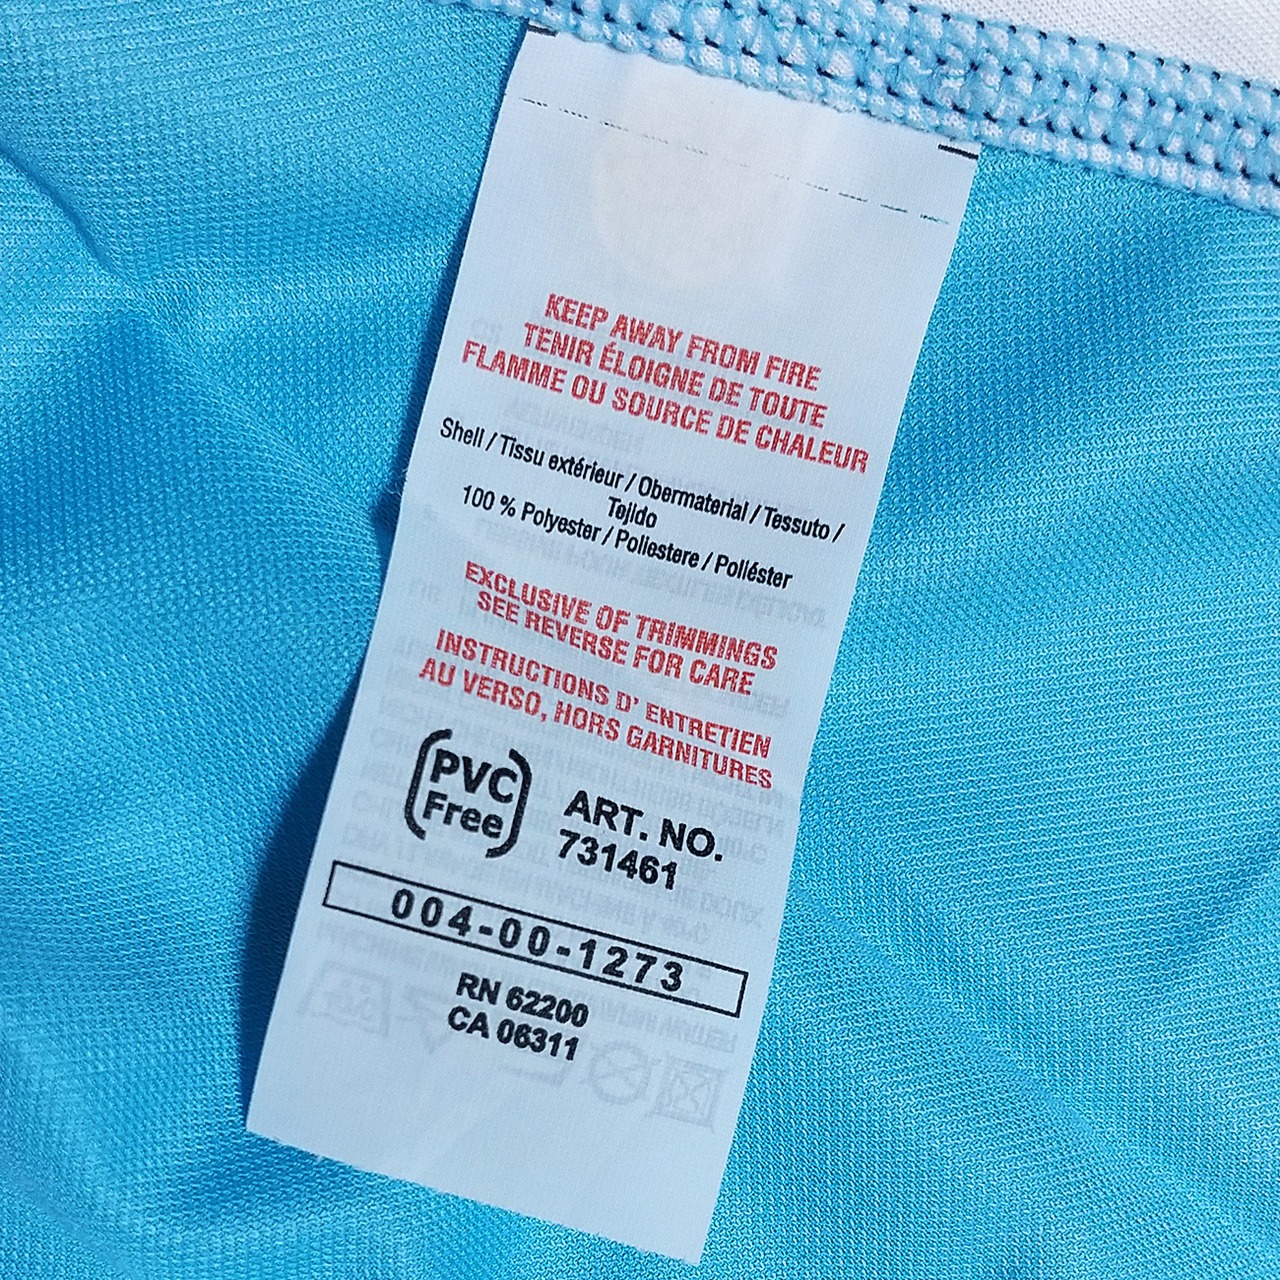 KEEP AWAY FROM FIRE
TENIR ÉLOIGNE DE TOUTE
FLAMME OU SOURCE DE CHALEUR
Shell / Tissu extérieur / Obermaterial / Tessuto /
Tejido
100 % Polyester / Poliestere / Poliéster
EXCLUSIVE OF TRIMMINGS
SEE REVERSE FOR CARE
INSTRUCTIONS D' ENTRETIEN
AU VERSO, HORS GARNITURES
PVC
Free
ART. NO.
731461
004-00-1273
RN 62200
CA 06311